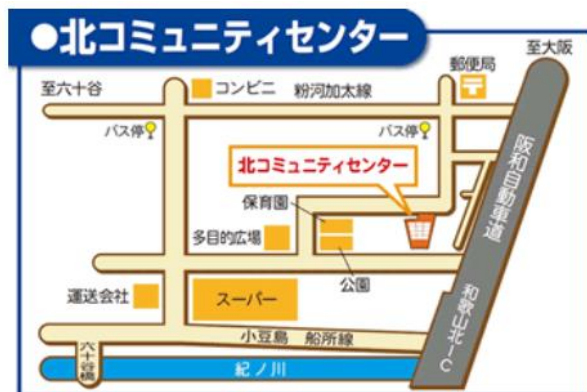 ●北コミュニティセンター
至大阪
郵便局
〒
至六十谷
コンビニ
粉河加太線
バス停
バス停
北コミュニティセンター
阪和自動車道
保育園
多目的広場
公園
運送会社
スーパー
和歌山北IC
小豆島 船所線
六十谷橋
紀ノ川